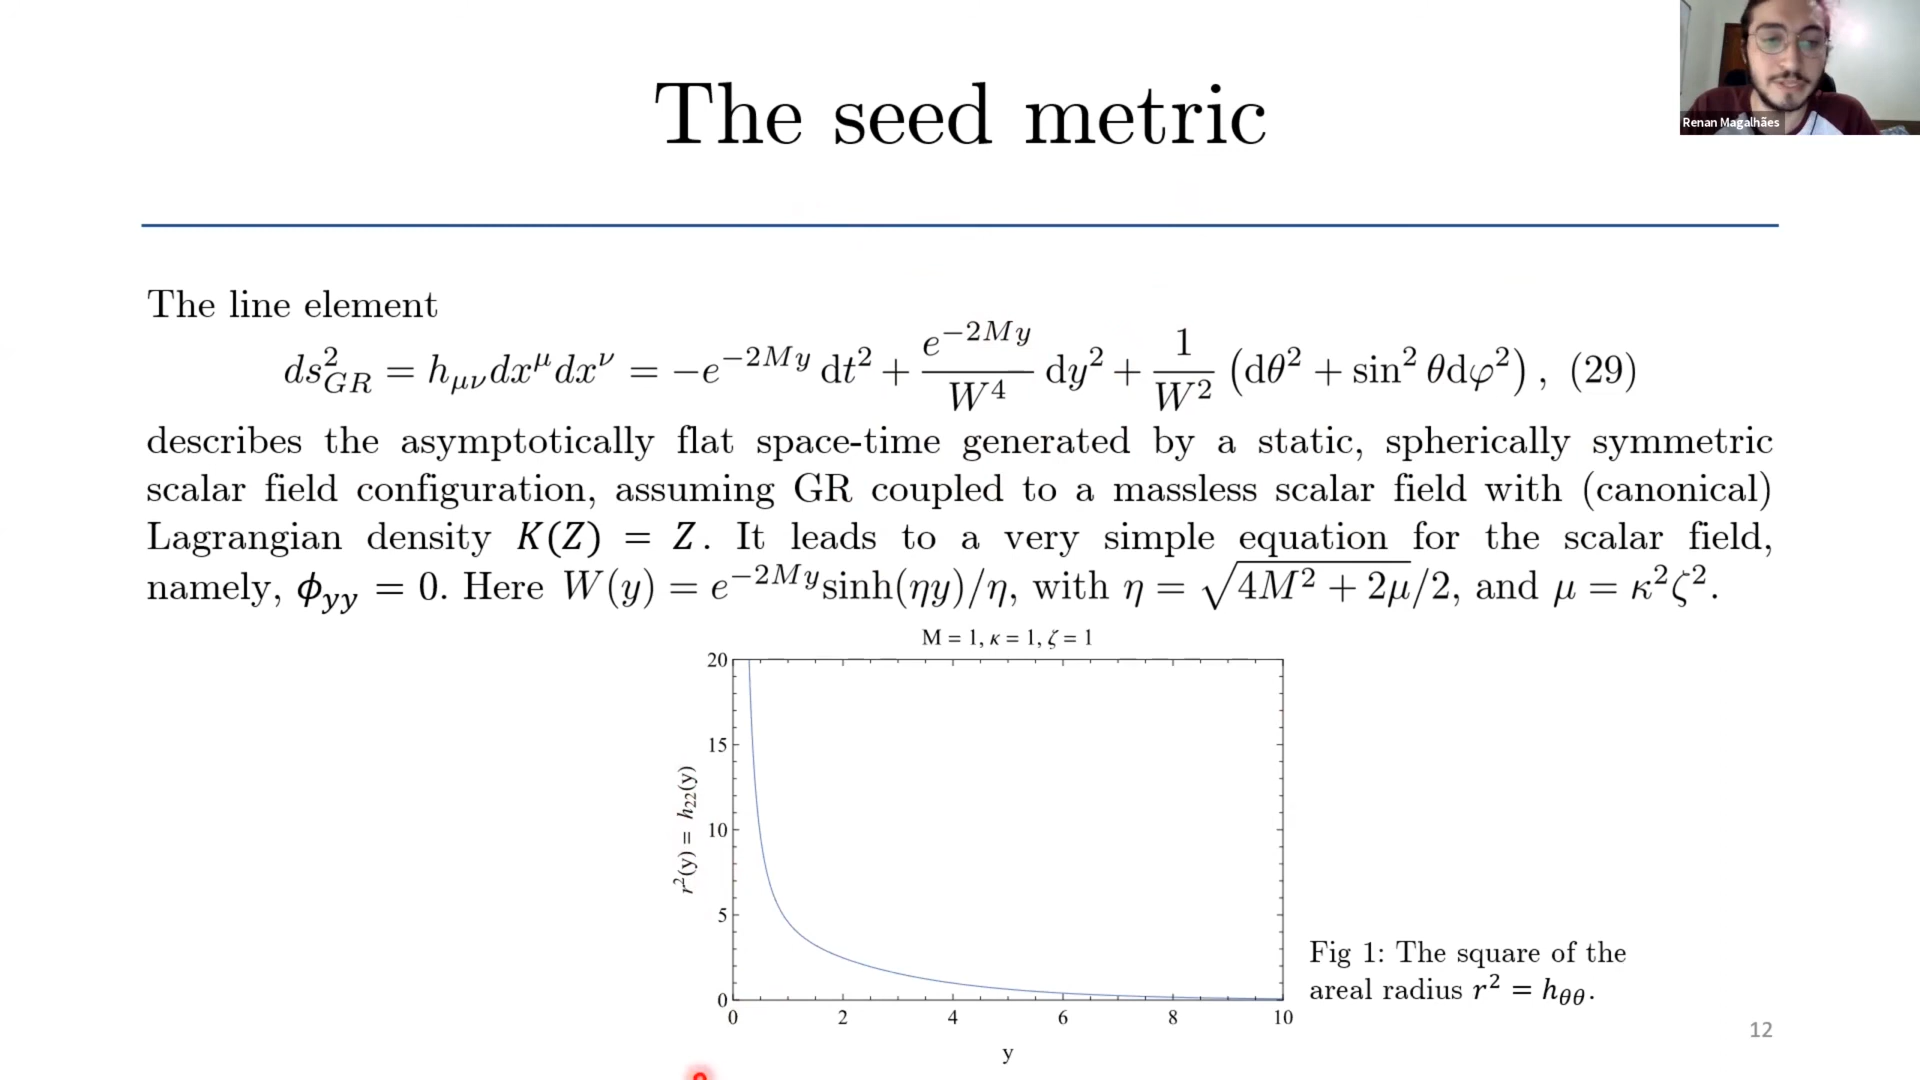 The seed metric
Renan Magalhães
The line element
ds²_GR = h_μν dx^μ dx^ν = −e^(−2My) dt² + e^(−2My)/W⁴ dy² + 1/W² (dθ² + sin² θdφ²) , (29)
describes the asymptotically flat space-time generated by a static, spherically symmetric
scalar field configuration, assuming GR coupled to a massless scalar field with (canonical)
Lagrangian density K(Z) = Z. It leads to a very simple equation for the scalar field,
namely, ϕ_yy = 0. Here W(y) = e^(−2My) sinh(ηy)/η, with η = √(4M² + 2μ)/2, and μ = κ²ζ².
M = 1, κ = 1, ζ = 1
20
15
10
5
0
r²(y) = h₂₂(y)
0 2 4 6 8 10
y
Fig 1: The square of the
areal radius r² = h_θθ.
12